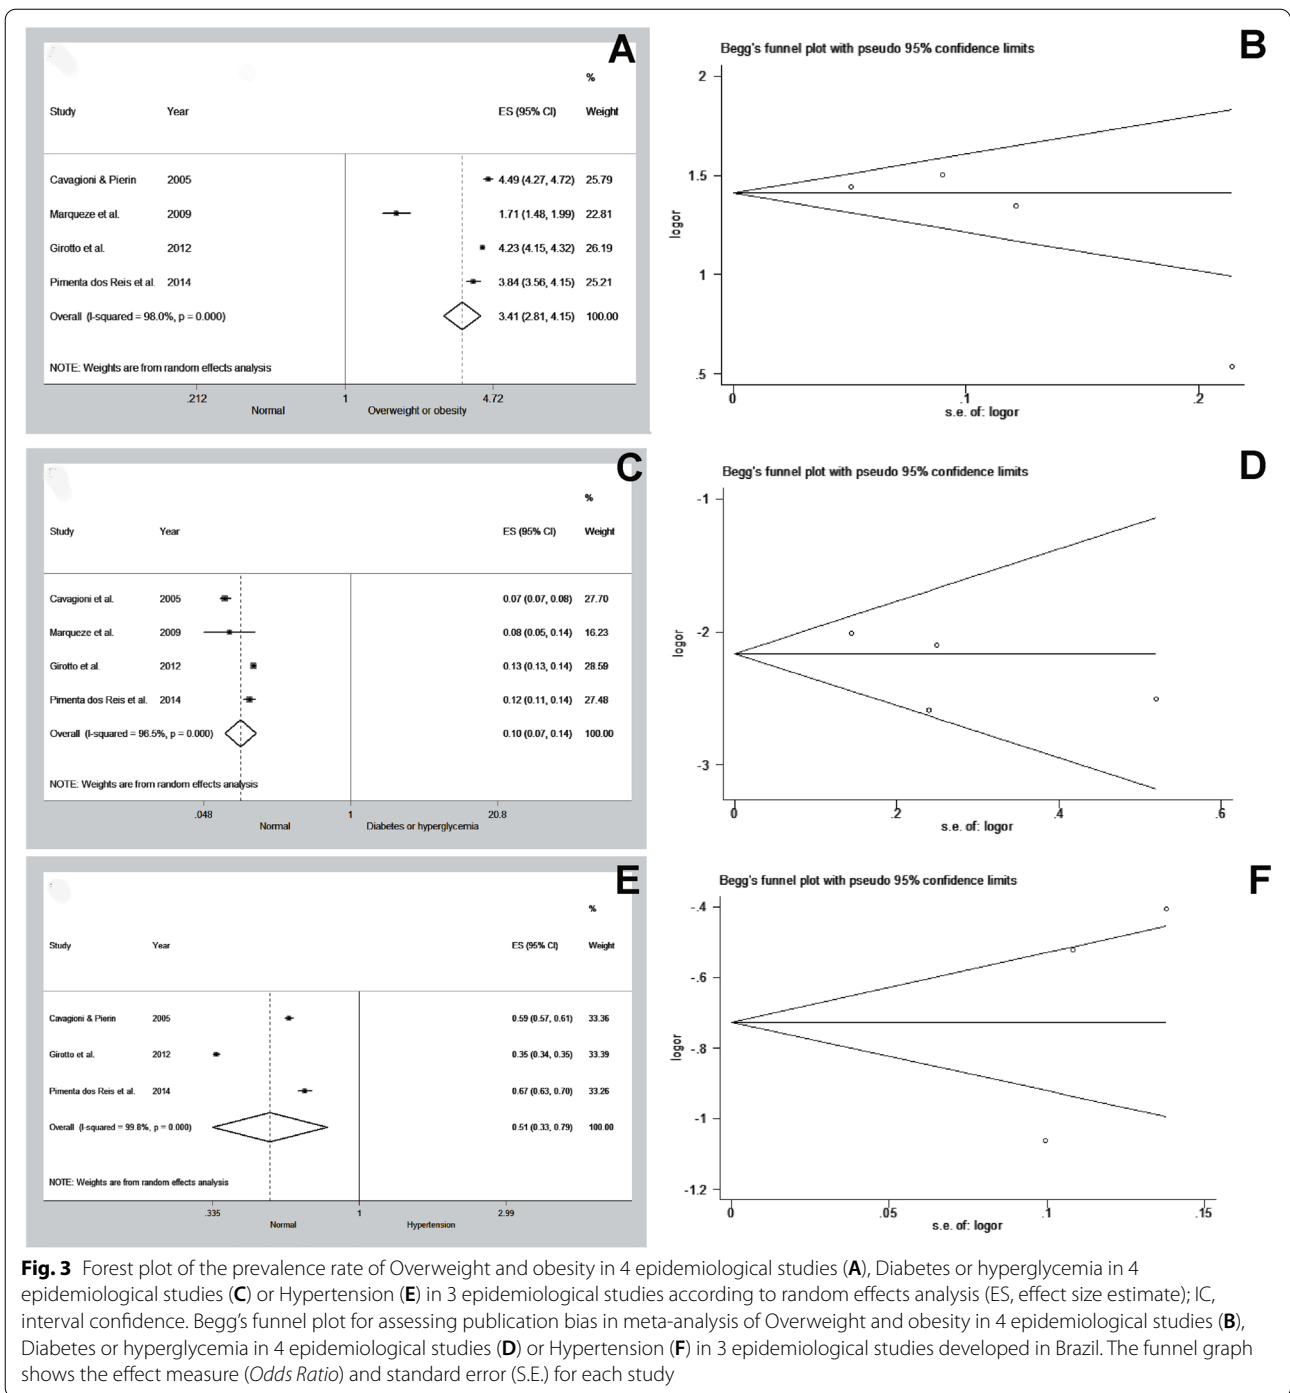 A
%
Study Year ES (95% CI) Weight
Cavagioni & Pierin 2005 4.49 (4.27, 4.72) 25.79
Marqueze et al. 2009 1.71 (1.48, 1.99) 22.81
Girotto et al. 2012 4.23 (4.15, 4.32) 26.19
Pimenta dos Reis et al. 2014 3.84 (3.56, 4.15) 25.21
Overall (I-squared = 98.0%, p = 0.000) 3.41 (2.81, 4.15) 100.00
NOTE: Weights are from random effects analysis
.212 1 4.72
Normal Overweight or obesity
B
Begg's funnel plot with pseudo 95% confidence limits
2
1.5
logor
1
.5
0 .1 .2
s.e. of: logor
C
%
Study Year ES (95% CI) Weight
Cavagioni et al. 2005 0.07 (0.07, 0.08) 27.70
Marqueze et al. 2009 0.08 (0.05, 0.14) 16.23
Girotto et al. 2012 0.13 (0.13, 0.14) 28.59
Pimenta dos Reis et al. 2014 0.12 (0.11, 0.14) 27.48
Overall (I-squared = 96.5%, p = 0.000) 0.10 (0.07, 0.14) 100.00
NOTE: Weights are from random effects analysis
.048 1 20.8
Normal Diabetes or hyperglycemia
D
Begg's funnel plot with pseudo 95% confidence limits
-1
-2
logor
-3
0 .2 .4 .6
s.e. of: logor
E
%
Study Year ES (95% CI) Weight
Cavagioni & Pierin 2005 0.59 (0.57, 0.61) 33.36
Girotto et al. 2012 0.35 (0.34, 0.35) 33.39
Pimenta dos Reis et al. 2014 0.67 (0.63, 0.70) 33.26
Overall (I-squared = 99.8%, p = 0.000) 0.51 (0.33, 0.79) 100.00
NOTE: Weights are from random effects analysis
.335 1 2.99
Normal Hypertension
F
Begg's funnel plot with pseudo 95% confidence limits
-.4
-.6
-.8
logor
-1
-1.2
0 .05 .1 .15
s.e. of: logor
Fig. 3 Forest plot of the prevalence rate of Overweight and obesity in 4 epidemiological studies (A), Diabetes or hyperglycemia in 4
epidemiological studies (C) or Hypertension (E) in 3 epidemiological studies according to random effects analysis (ES, effect size estimate); IC,
interval confidence. Begg's funnel plot for assessing publication bias in meta-analysis of Overweight and obesity in 4 epidemiological studies (B),
Diabetes or hyperglycemia in 4 epidemiological studies (D) or Hypertension (F) in 3 epidemiological studies developed in Brazil. The funnel graph
shows the effect measure (Odds Ratio) and standard error (S.E.) for each study